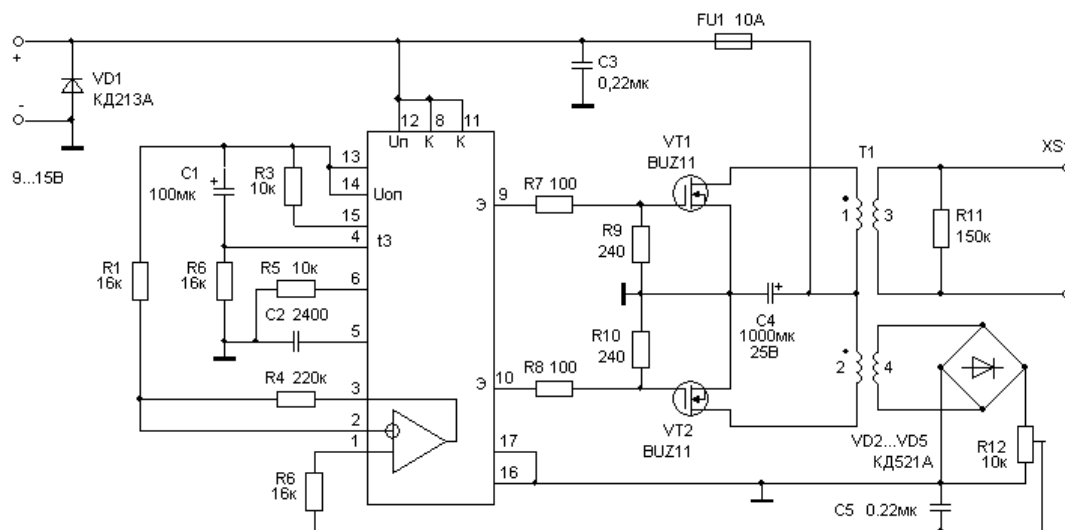 FU1 10А
+
-
VD1
КД213А
9...15В
C3
0,22мк
12 8 11
Uп К К
C1
+
100мк
R3
10к
13
14
Uоп
15
4
tЗ
R1
16к
R6
16к
R5 10к
6
C2 2400
5
R4 220к
3
2
1
R6
16к
Э 9
R7 100
VT1
BUZ11
R9
240
R10
240
+
C4
1000мк
25В
Э 10
R8 100
VT2
BUZ11
17
16
T1
1 3
2 4
R11
150к
VD2...VD5
КД521А
R12
10к
C5 0.22мк